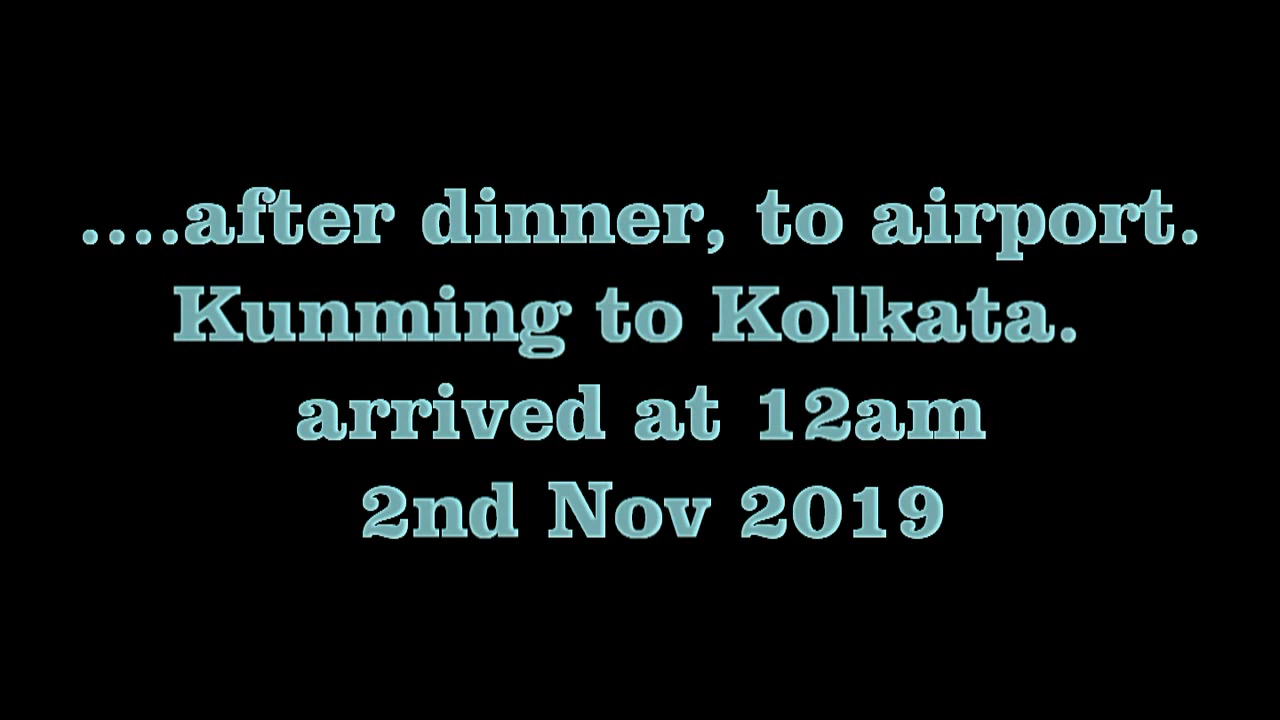 ....after dinner, to airport.
Kunming to Kolkata.
arrived at 12am
2nd Nov 2019